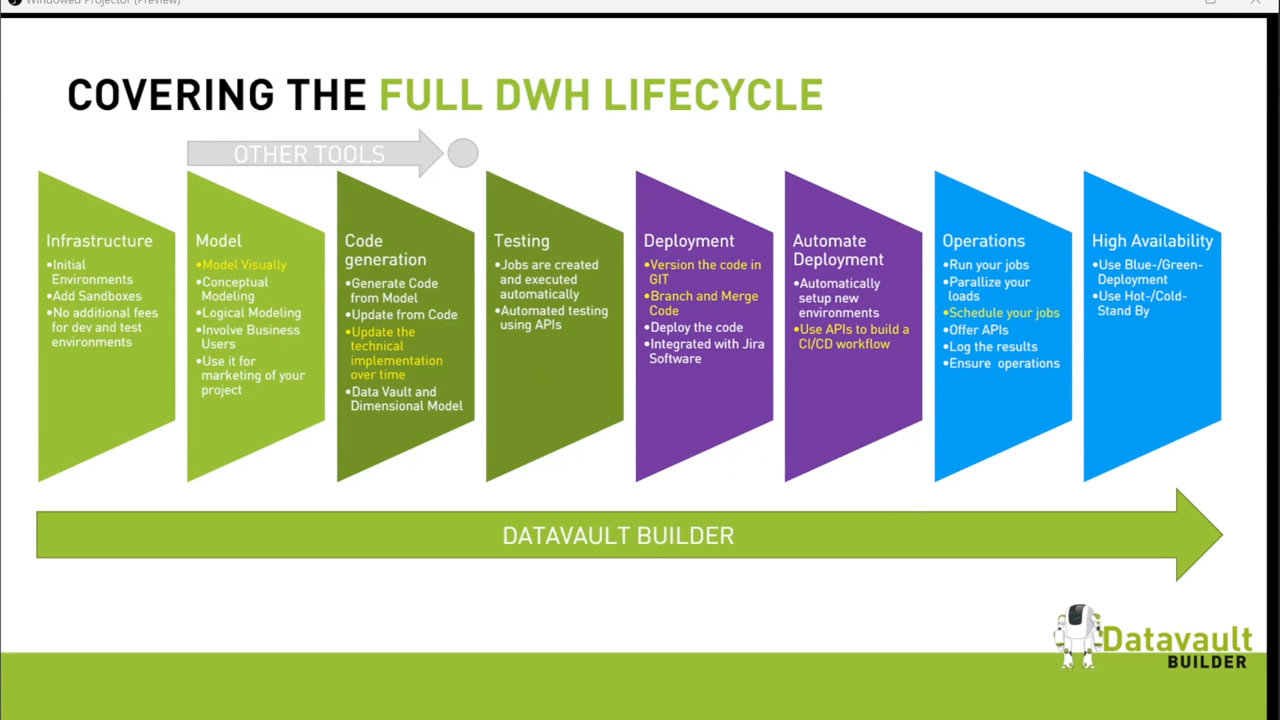 Windowed Projector (Preview)
COVERING THE FULL DWH LIFECYCLE
OTHER TOOLS
Infrastructure
•Initial
Environments
•Add Sandboxes
•No additional fees
for dev and test
environments
Model
•Model Visually
•Conceptual
Modeling
•Logical Modeling
•Involve Business
Users
•Use it for
marketing of your
project
Code
generation
•Generate Code
from Model
•Update from Code
•Update the
technical
implementation
over time
•Data Vault and
Dimensional Model
Testing
•Jobs are created
and executed
automatically
•Automated testing
using APIs
Deployment
•Version the code in
GIT
•Branch and Merge
Code
•Deploy the code
•Integrated with Jira
Software
Automate
Deployment
•Automatically
setup new
environments
•Use APIs to build a
CI/CD workflow
Operations
•Run your jobs
•Parallize your
loads
•Schedule your jobs
•Offer APIs
•Log the results
•Ensure operations
High Availability
•Use Blue-/Green-
Deployment
•Use Hot-/Cold-
Stand By
DATAVAULT BUILDER
Datavault
BUILDER